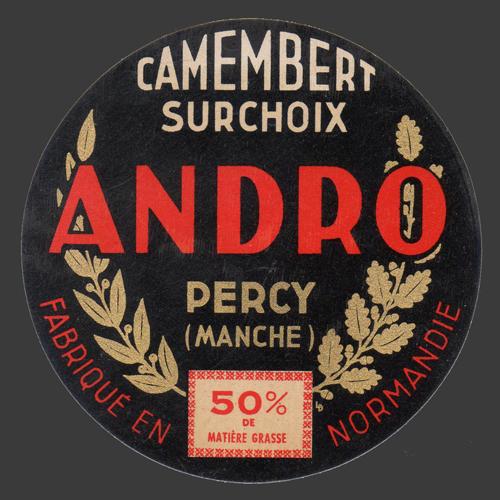 CAMEMBERT
SURCHOIX
ANDRO
PERCY
(MANCHE)
FABRIQUÉ EN NORMANDIE
50%
DE
MATIÈRE GRASSE